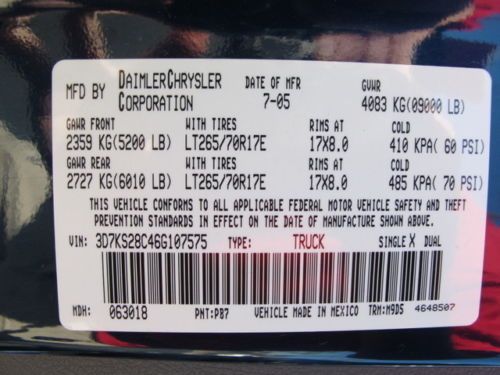 MFD BY DAIMLERCHRYSLER CORPORATION DATE OF MFR 7-05 GVWR 4083 KG(09000 LB)
GAWR FRONT WITH TIRES RIMS AT COLD
2359 KG(5200 LB) LT265/70R17E 17X8.0 410 KPA( 60 PSI)
GAWR REAR WITH TIRES RIMS AT COLD
2727 KG(6010 LB) LT265/70R17E 17X8.0 485 KPA( 70 PSI)
THIS VEHICLE CONFORMS TO ALL APPLICABLE FEDERAL MOTOR VEHICLE SAFETY AND THEFT
PREVENTION STANDARDS IN EFFECT ON THE DATE OF MANUFACTURE SHOWN ABOVE.
VIN: 3D7KS28C46G107575 TYPE: TRUCK SINGLE X DUAL
MDH: 063018 PNT:PB7 VEHICLE MADE IN MEXICO TRM:M9D5 4648507